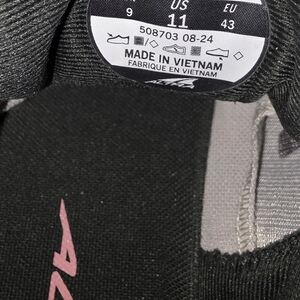 US EU
9 11 43
508703 08-24
MADE IN VIETNAM
FABRIQUE EN VIETNAM